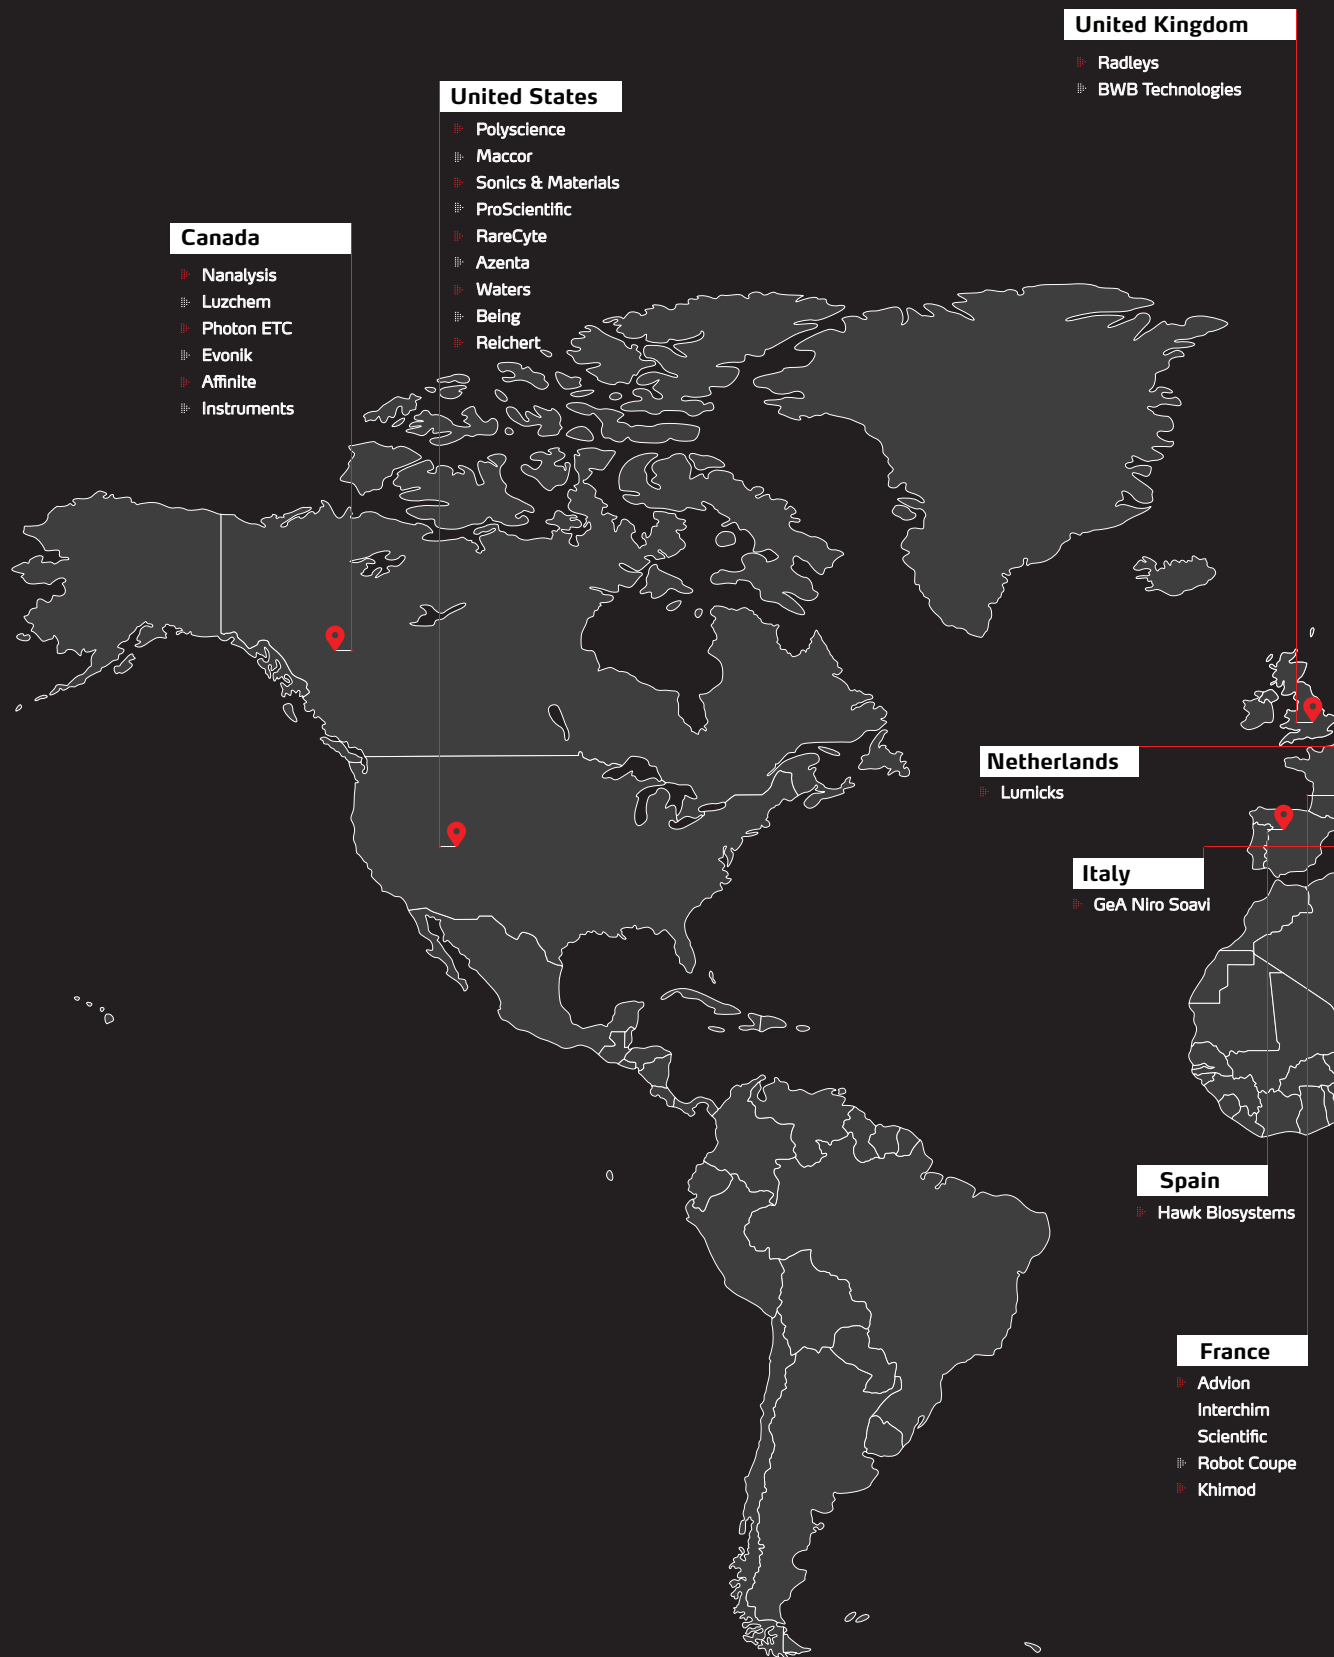 United Kingdom
Radleys
BWB Technologies
United States
Polyscience
Maccor
Sonics & Materials
ProScientific
RareCyte
Azenta
Waters
Being
Reichert
Canada
Nanalysis
Luzchem
Photon ETC
Evonik
Affinite
Instruments
Netherlands
Lumicks
Italy
GeA Niro Soavi
Spain
Hawk Biosystems
France
Advion
Interchim
Scientific
Robot Coupe
Khimod